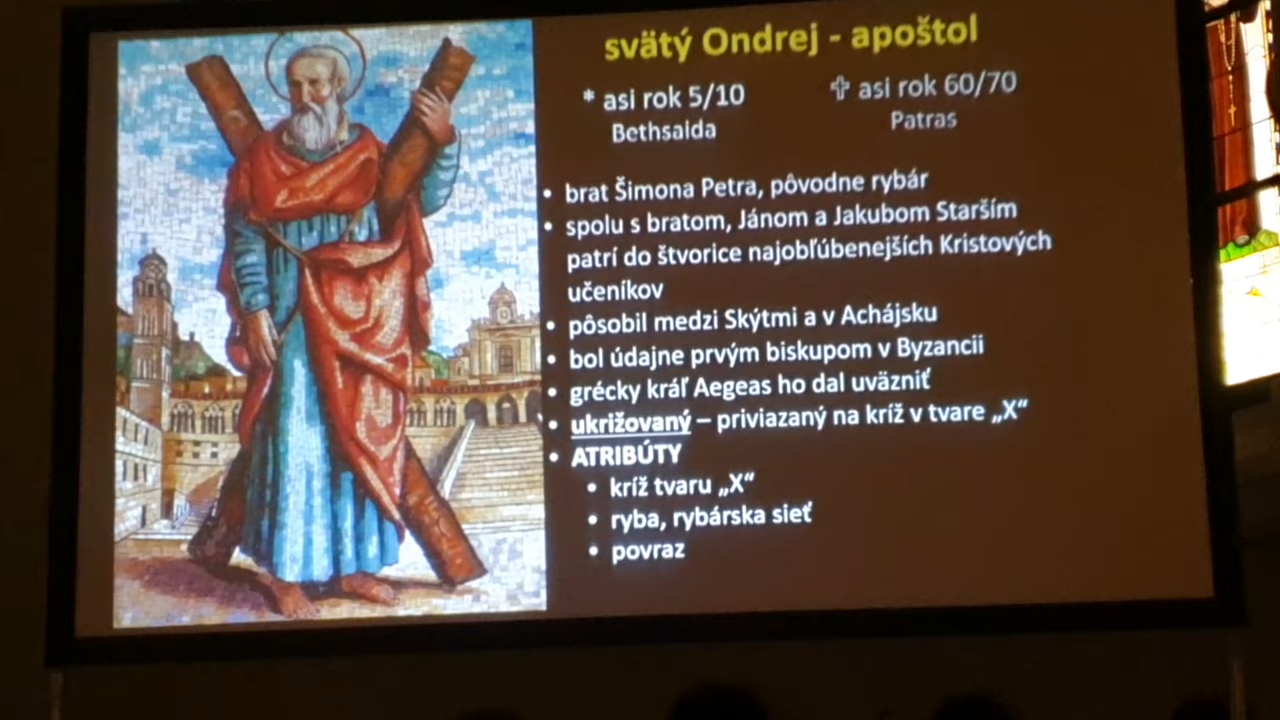 svätý Ondrej - apoštol
* asi rok 5/10
✞ asi rok 60/70
Bethsaida
Patras
• brat Šimona Petra, pôvodne rybár
• spolu s bratom, Jánom a Jakubom Starším
patrí do štvorice najobľúbenejších Kristových
učeníkov
• pôsobil medzi Skýtmi a v Achájsku
• bol údajne prvým biskupom v Byzancii
• grécky kráľ Aegeas ho dal uväzniť
• ukrižovaný – priviazaný na kríž v tvare „X“
• ATRIBÚTY
• kríž tvaru „X“
• ryba, rybárska sieť
• povraz